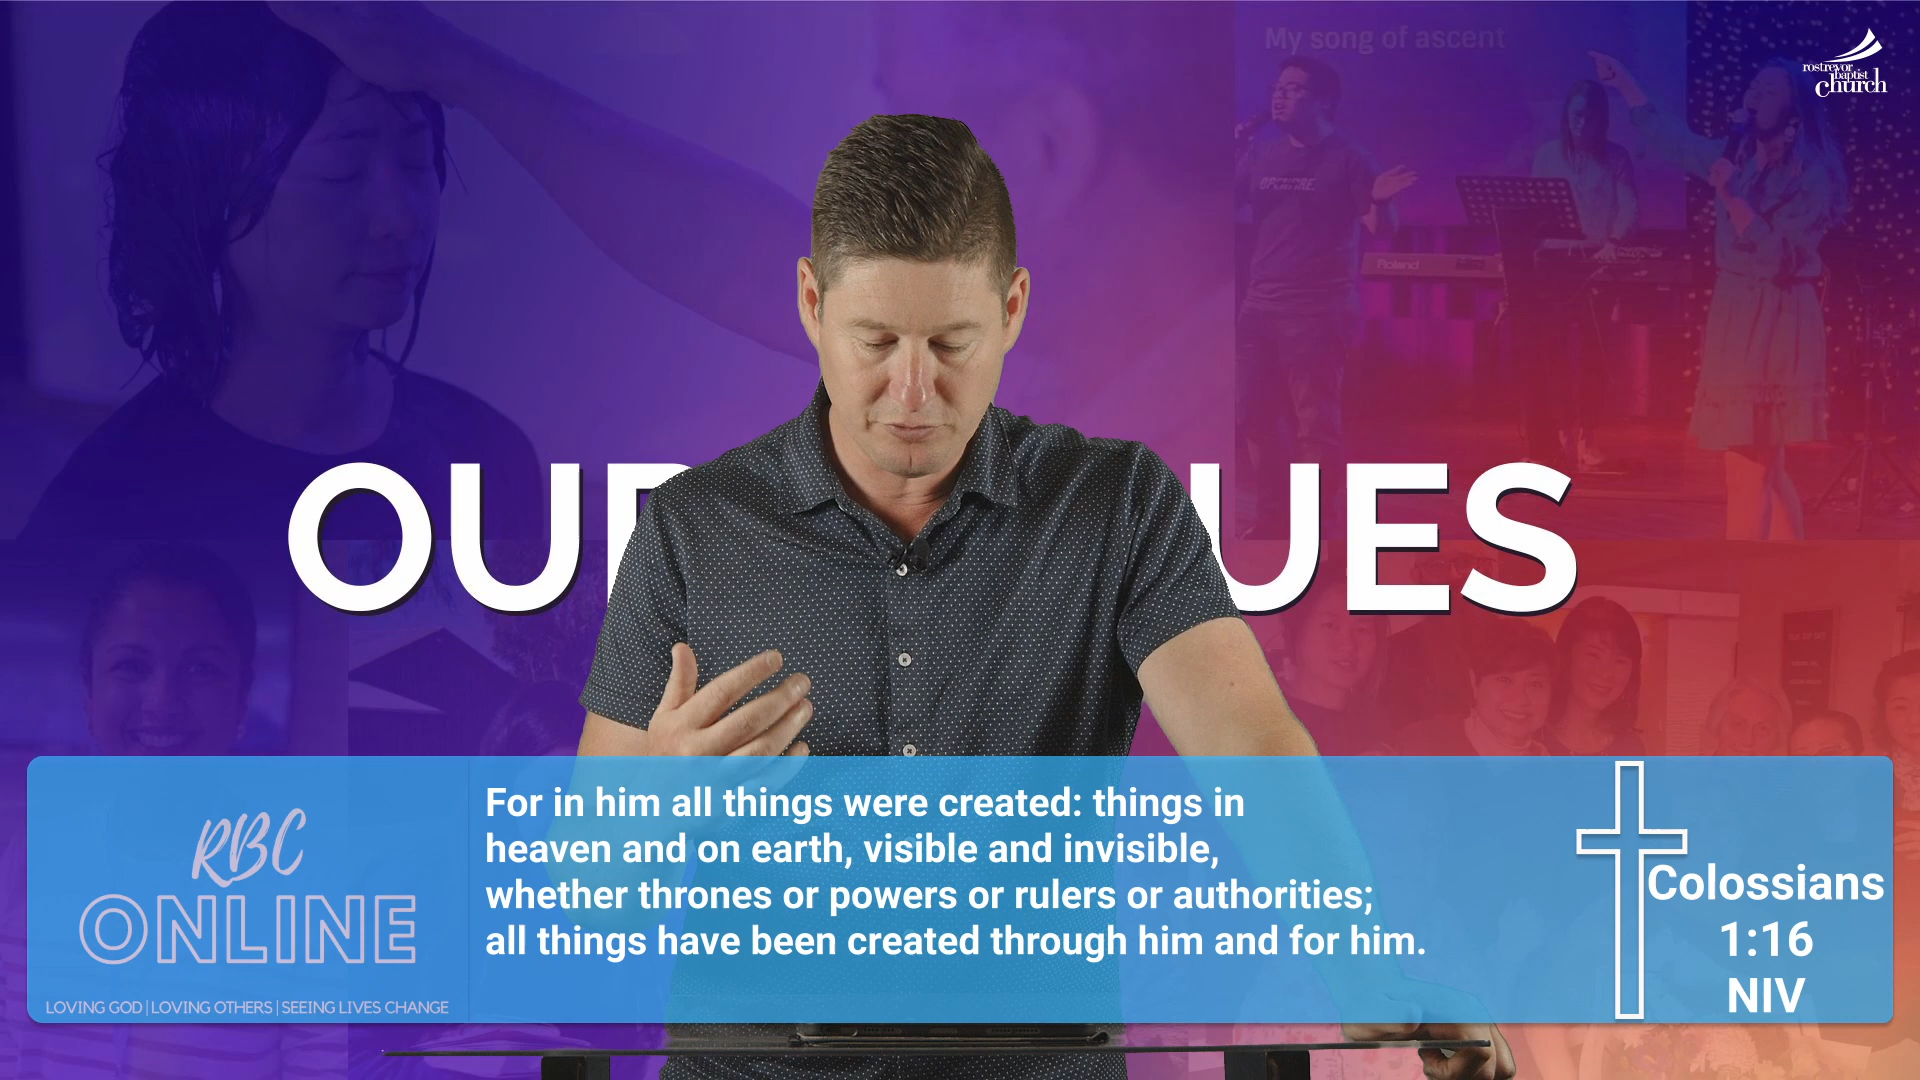 My song of ascent
rostrevor
baptist
church
OUR
UES
Roland
For in him all things were created: things in
heaven and on earth, visible and invisible,
whether thrones or powers or rulers or authorities;
all things have been created through him and for him.
RBC
ONLINE
LOVING GOD | LOVING OTHERS | SEEING LIVES CHANGE
Colossians
1:16
NIV